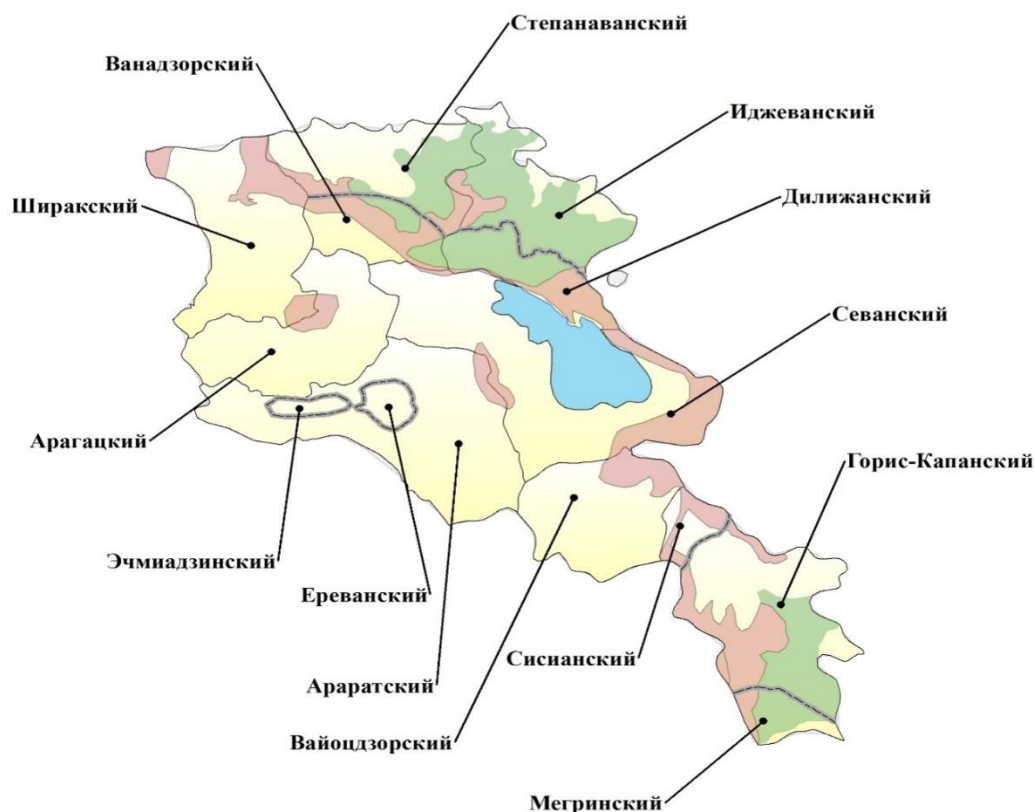 Степанаванский
Ванадзорский
Иджеванский
Дилижанский
Ширакский
Севанский
Арагацкий
Горис-Капанский
Эчмиадзинский
Ереванский
Сисианский
Араратский
Вайоцдзорский
Мегринский